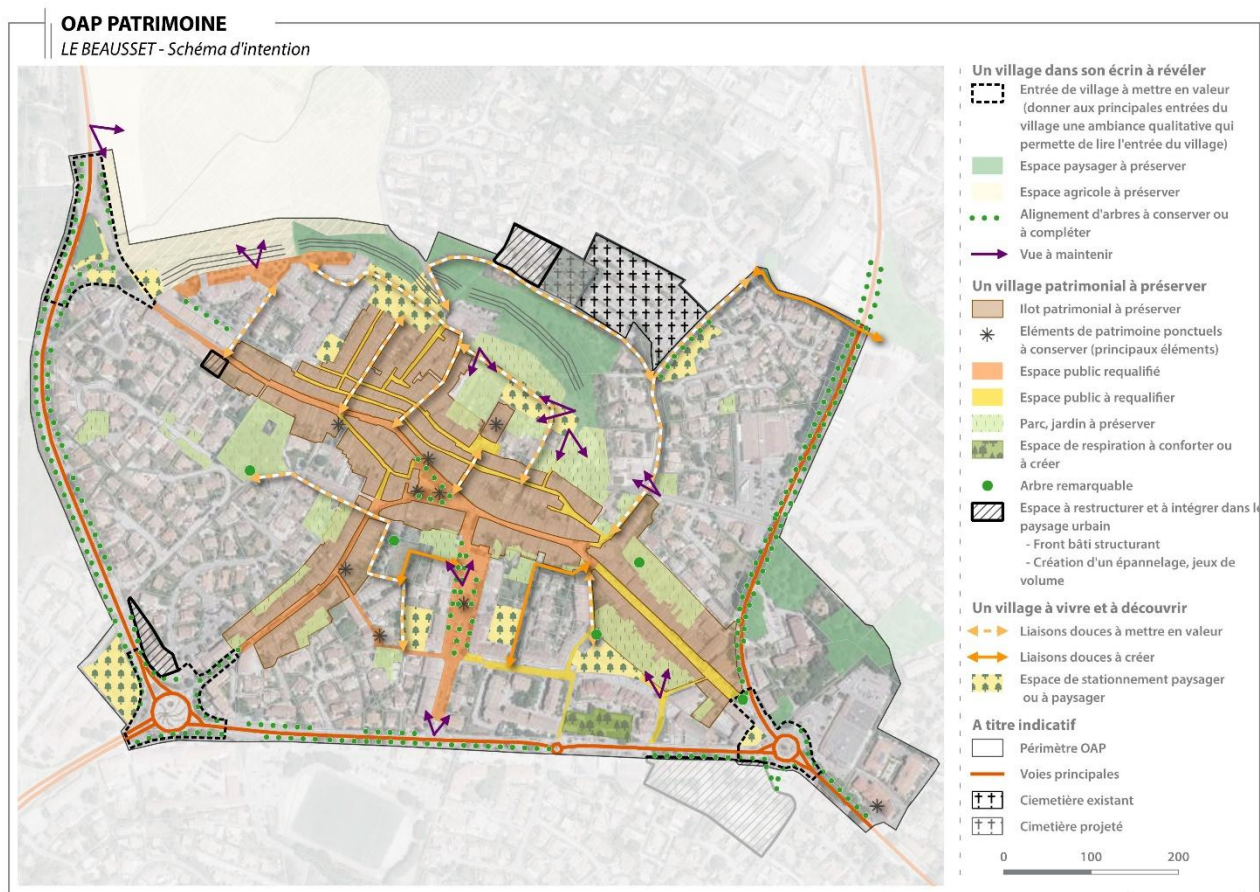 OAP PATRIMOINE
LE BEAUSSET - Schéma d'intention
Un village dans son écrin à révéler
Entrée de village à mettre en valeur
(donner aux principales entrées du
village une ambiance qualitative qui
permette de lire l'entrée du village)
Espace paysager à préserver
Espace agricole à préserver
Alignement d'arbres à conserver ou
à compléter
Vue à maintenir
Un village patrimonial à préserver
Ilot patrimonial à préserver
Eléments de patrimoine ponctuels
à conserver (principaux éléments)
Espace public requalifié
Espace public à requalifier
Parc, jardin à préserver
Espace de respiration à conforter ou
à créer
Arbre remarquable
Espace à restructurer et à intégrer dans le
paysage urbain
- Front bâti structurant
- Création d'un épannelage, jeux de
volume
Un village à vivre et à découvrir
Liaisons douces à mettre en valeur
Liaisons douces à créer
Espace de stationnement paysager
ou à paysager
A titre indicatif
Périmètre OAP
Voies principales
Ciemetière existant
Cimetière projeté
0 100 200